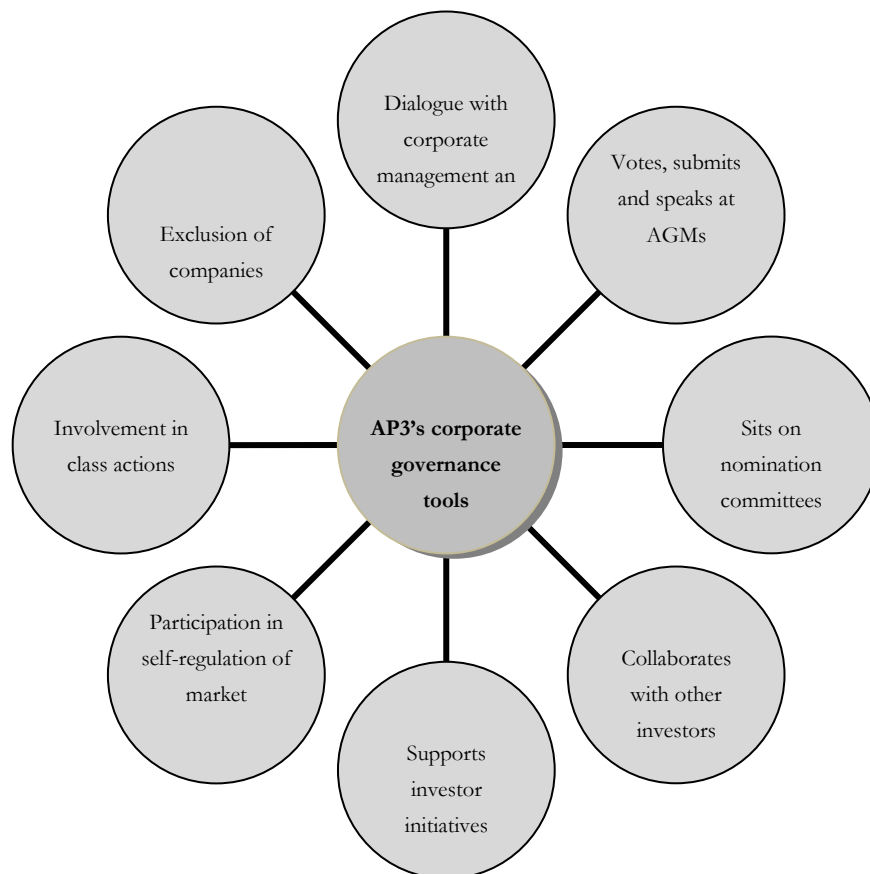 Dialogue with
corporate
management an
Votes, submits
and speaks at
AGMs
Exclusion of
companies
Involvement in
class actions
AP3's corporate
governance
tools
Sits on
nomination
committees
Participation in
self-regulation of
market
Collaborates
with other
investors
Supports
investor
initiatives